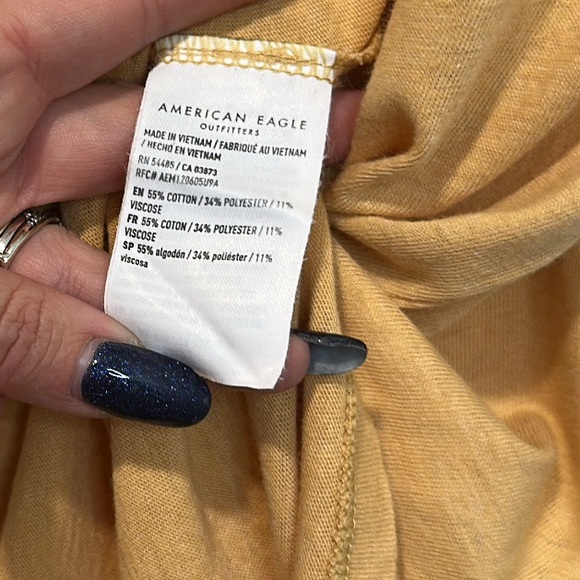 AMERICAN EAGLE
OUTFITTERS
MADE IN VIETNAM / FABRIQUÉ AU VIETNAM
/ HECHO EN VIETNAM
RN 54485 / CA 03873
RFC# AEM120605U9A
EN 55% COTTON / 34% POLYESTER / 11%
VISCOSE
FR 55% COTON / 34% POLYESTER / 11%
VISCOSE
SP 55% algodón / 34% poliéster / 11%
viscosa